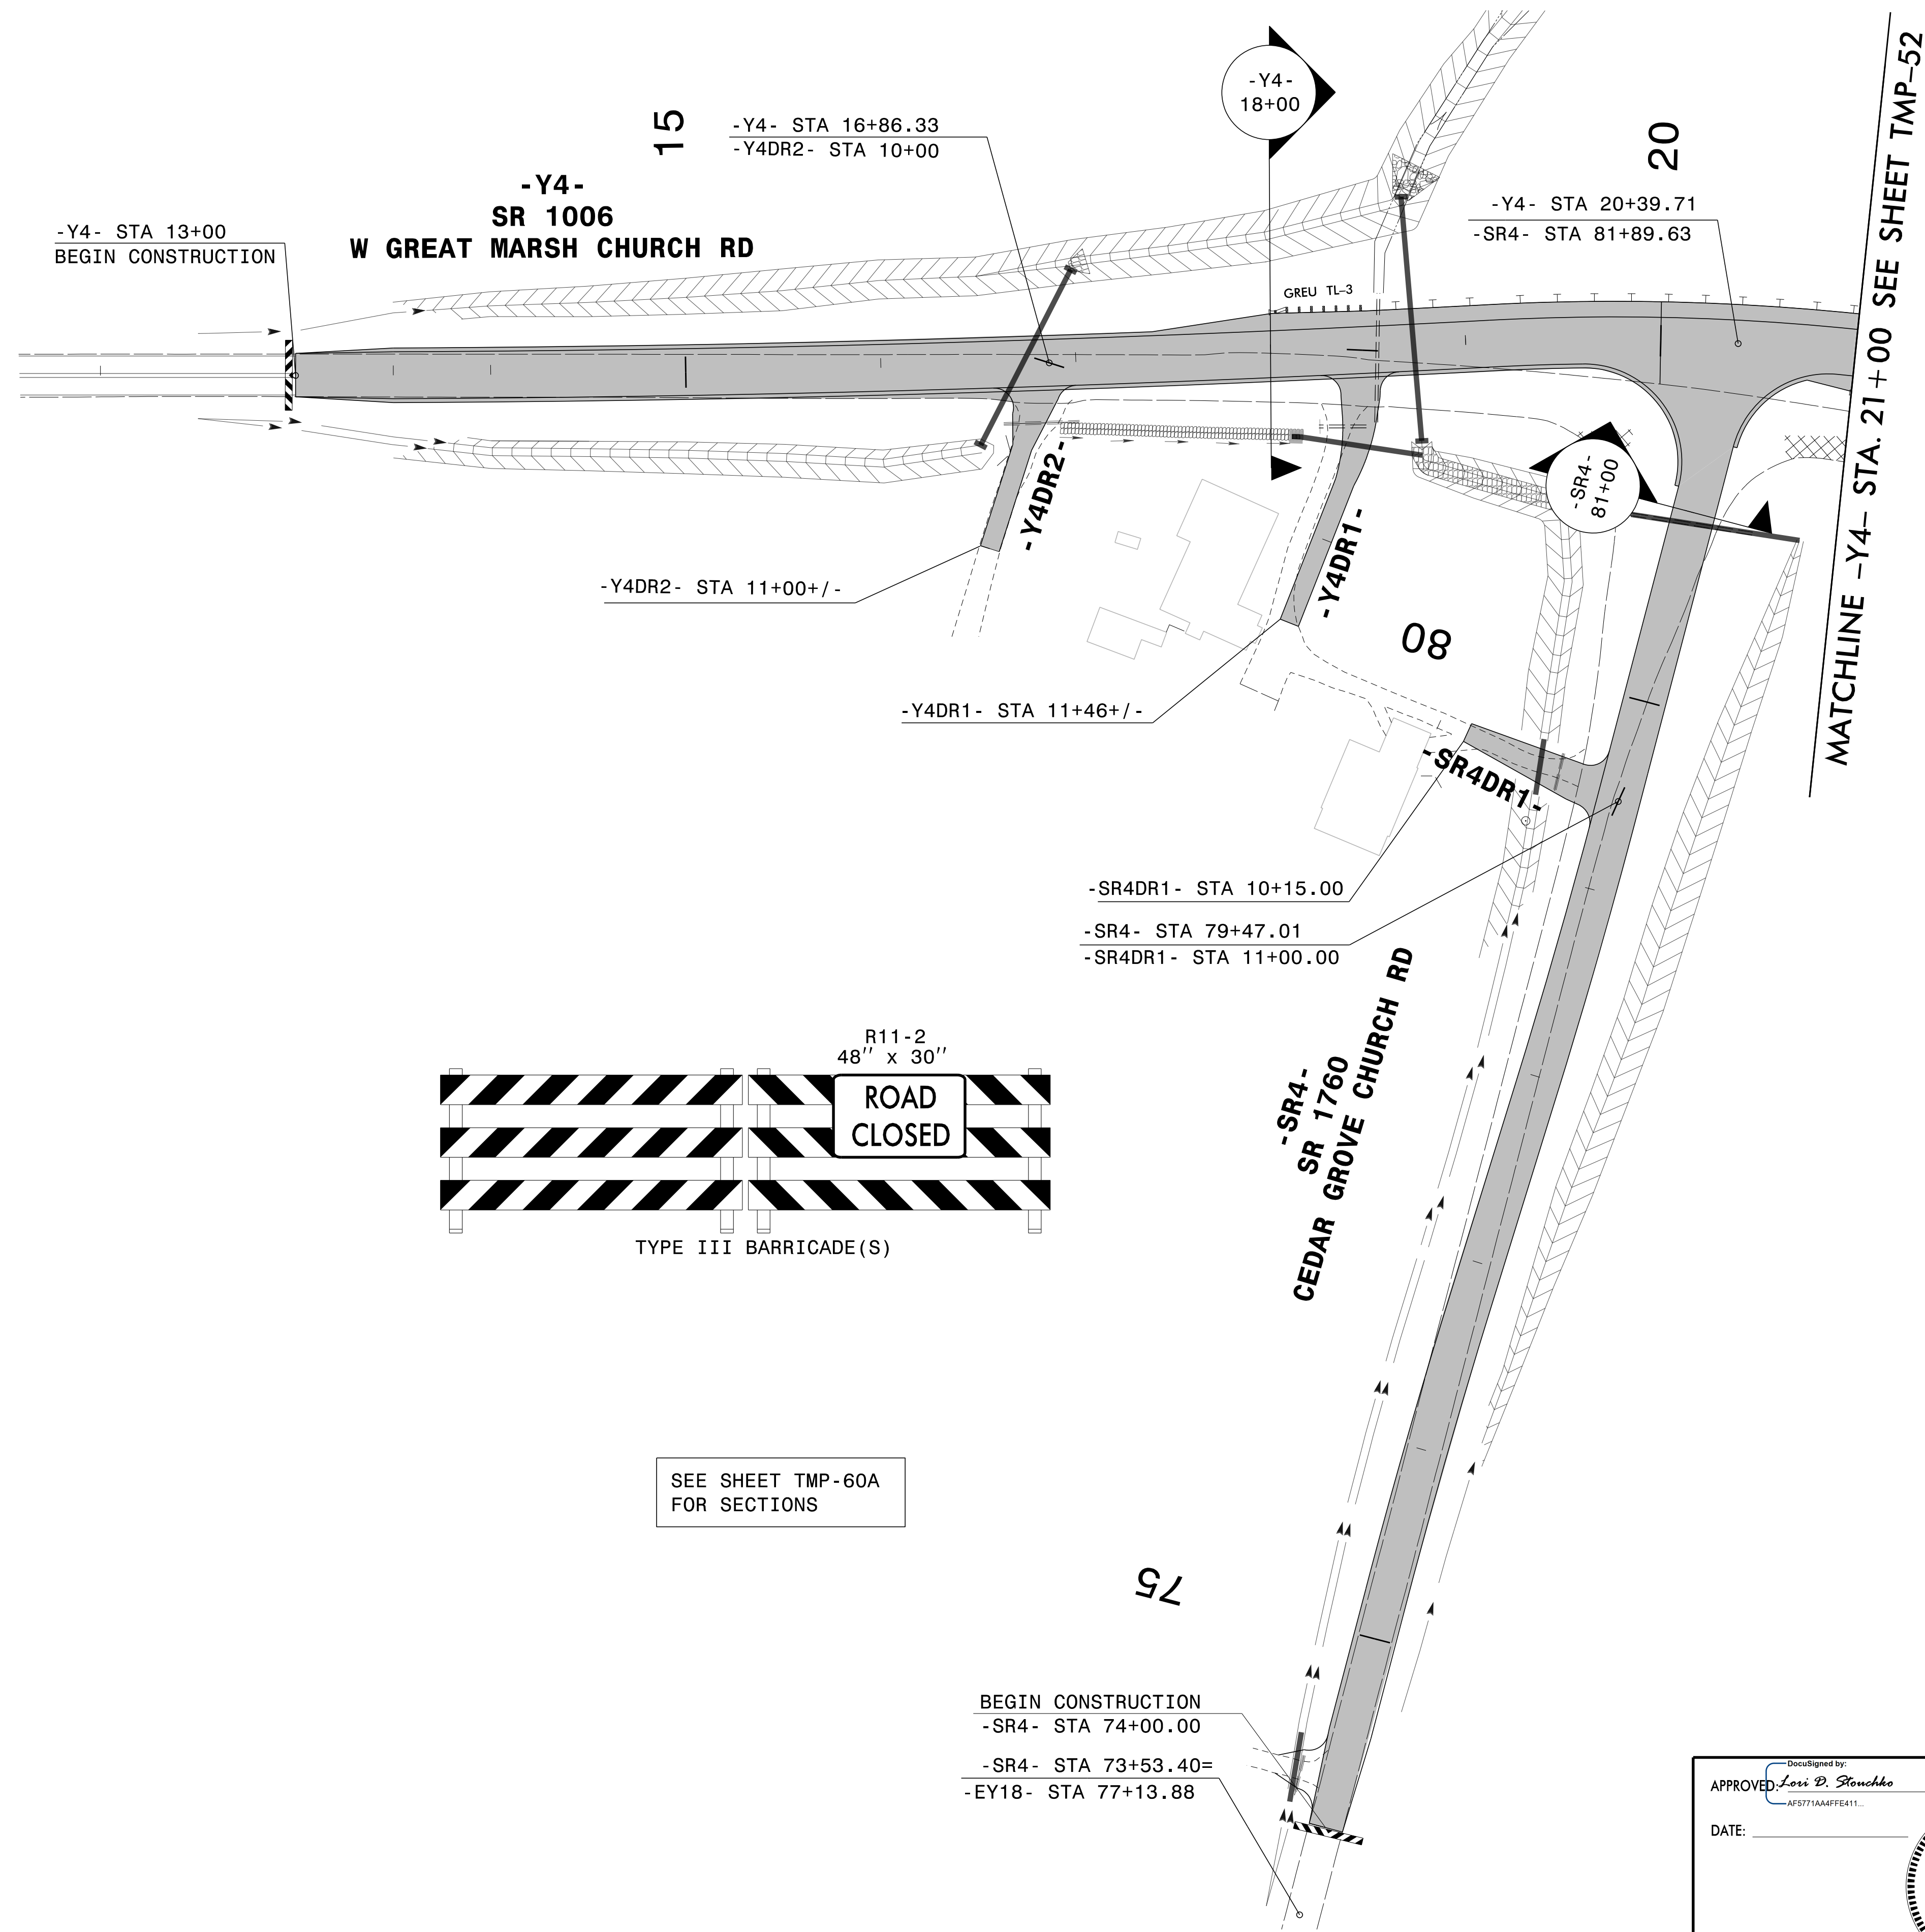 -Y4-
18+00
15
-Y4- STA 16+86.33
-Y4DR2- STA 10+00
20
-Y4-
SR 1006
W GREAT MARSH CHURCH RD
-Y4- STA 13+00
BEGIN CONSTRUCTION
-Y4- STA 20+39.71
-SR4- STA 81+89.63
GREU TL-3
MATCHLINE -Y4- STA. 21+00 SEE SHEET TMP-52
-SR4-
81+00
-Y4DR2-
-Y4DR1-
-Y4DR2- STA 11+00+/-
80
-Y4DR1- STA 11+46+/-
-SR4DR1-
-SR4DR1- STA 10+15.00
-SR4- STA 79+47.01
-SR4DR1- STA 11+00.00
-SR4-
SR 1760
CEDAR GROVE CHURCH RD
R11-2
48" x 30"
ROAD
CLOSED
TYPE III BARRICADE(S)
SEE SHEET TMP-60A
FOR SECTIONS
75
BEGIN CONSTRUCTION
-SR4- STA 74+00.00
-SR4- STA 73+53.40=
-EY18- STA 77+13.88
DocuSigned by:
APPROVED: Lori D. Stouchko
AF5771AA4FFE411...
DATE: